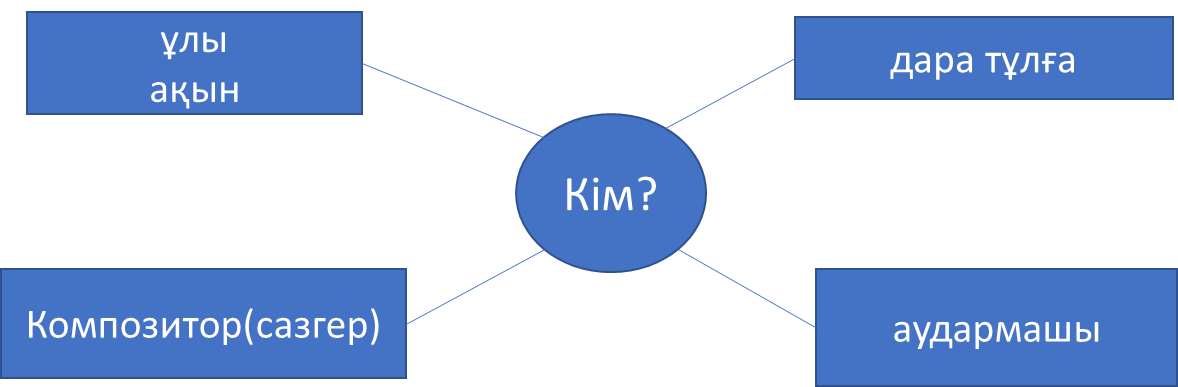 ұлы
ақын
дара тұлға
Кім?
Композитор(сазгер)
аудармашы